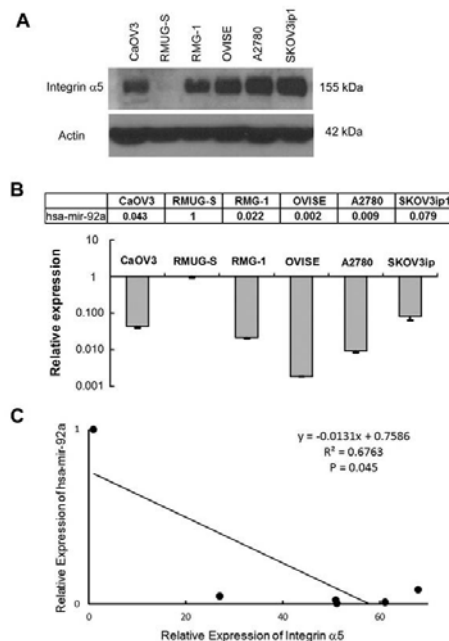 A
CaOV3 RMUG-S RMG-1 OVISE A2780 SKOV3ip1
Integrin α5 155 kDa
Actin 42 kDa
B
CaOV3 RMUG-S RMG-1 OVISE A2780 SKOV3ip1
hsa-mir-92a 0.043 1 0.022 0.002 0.009 0.079
Relative expression
10
CaOV3 RMUG-S RMG-1 OVISE A2780 SKOV3ip
1
0.100
0.010
0.001
C
Relative Expression of hsa-mir-92a
1
y = -0.0131x + 0.7586
R² = 0.6763
P = 0.045
0
0 20 40 60
Relative Expression of Integrin α5